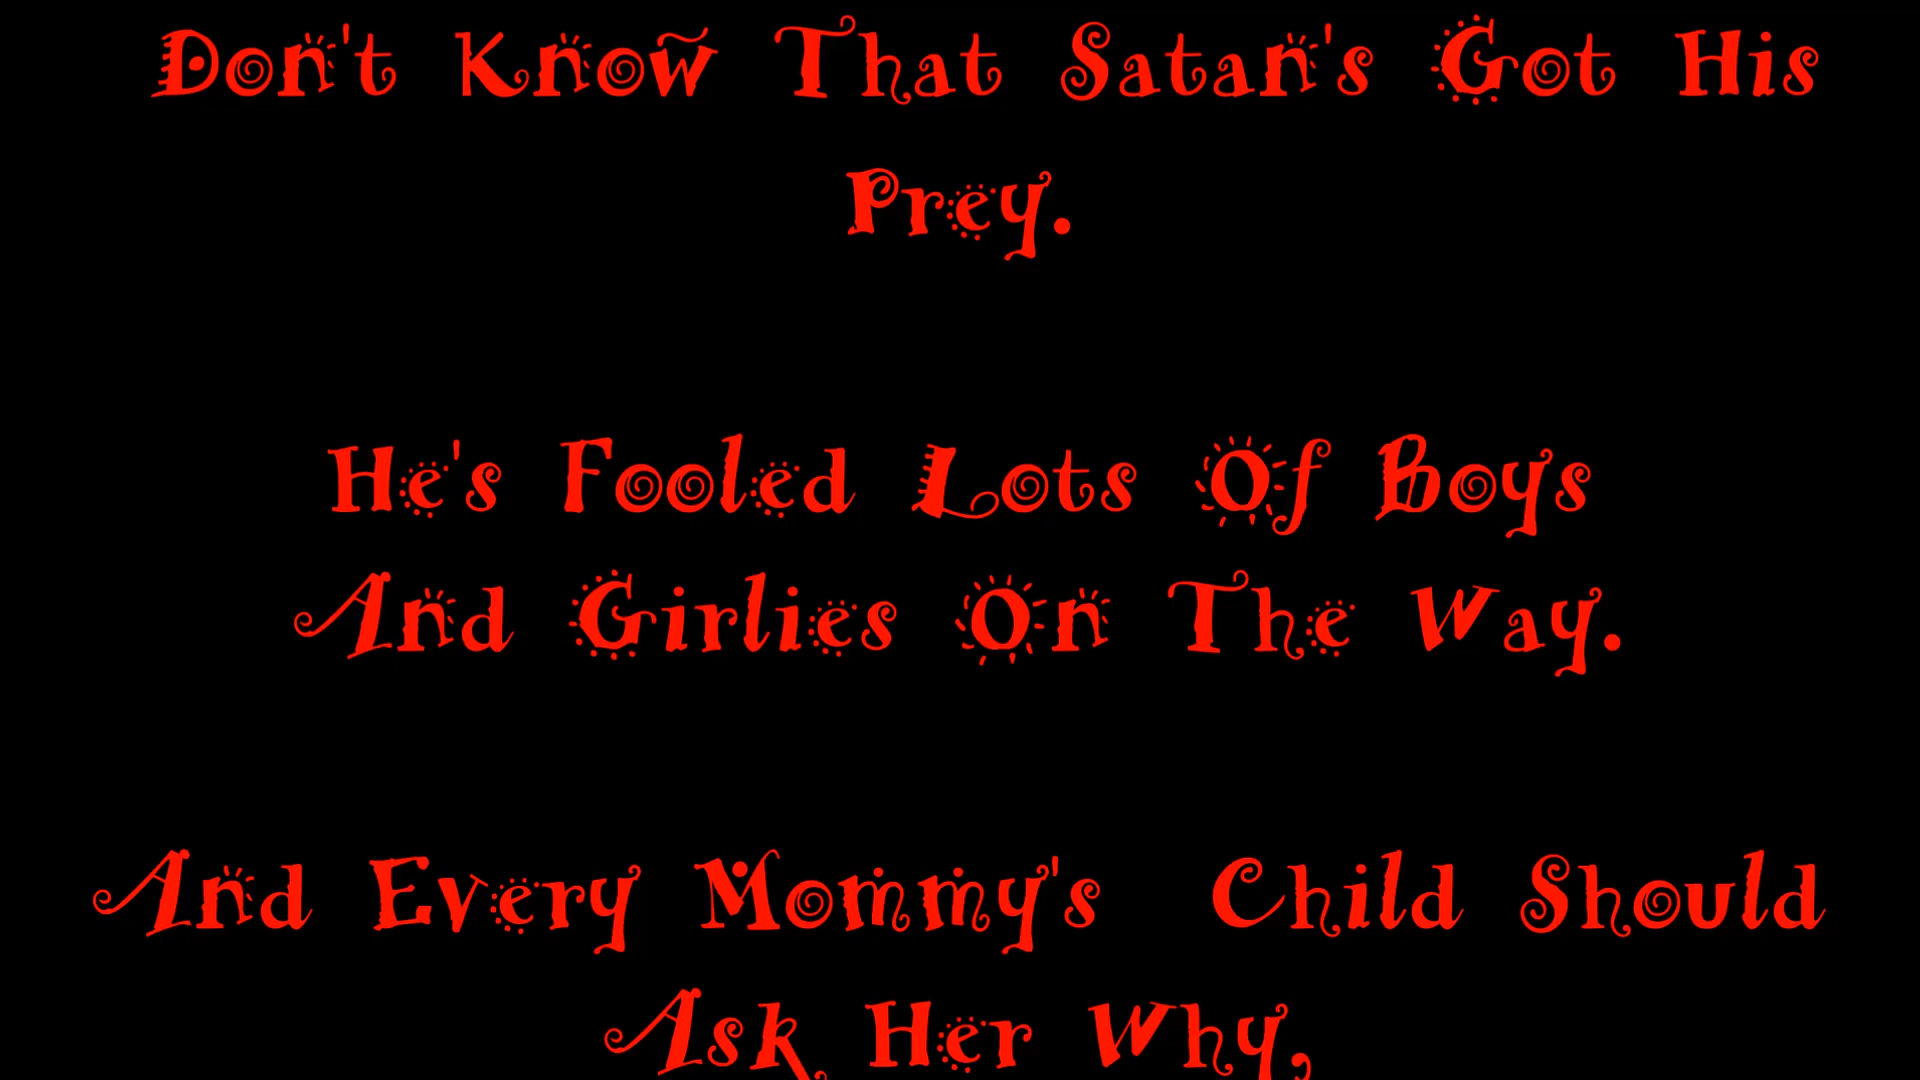 Don't Know That Satan's Got His
Prey.
He's Fooled Lots Of Boys
And Girlies On The Way.
And Every Mommy's Child Should
Ask Her Why,